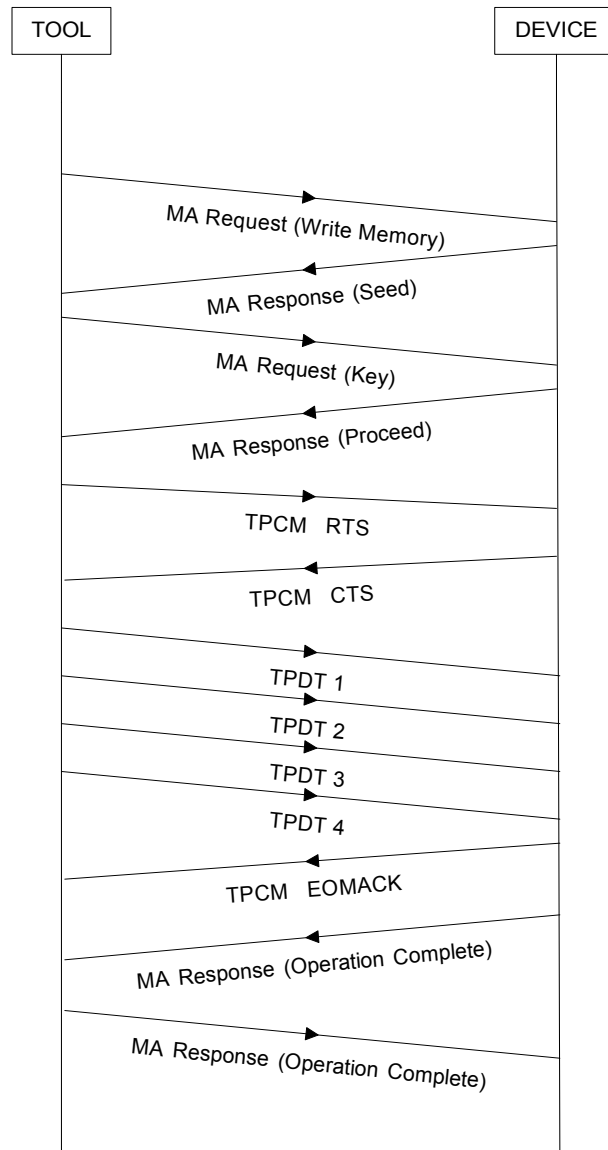 TOOL
DEVICE
MA Request (Write Memory)
MA Response (Seed)
MA Request (Key)
MA Response (Proceed)
TPCM RTS
TPCM CTS
TPDT 1
TPDT 2
TPDT 3
TPDT 4
TPCM EOMACK
MA Response (Operation Complete)
MA Response (Operation Complete)